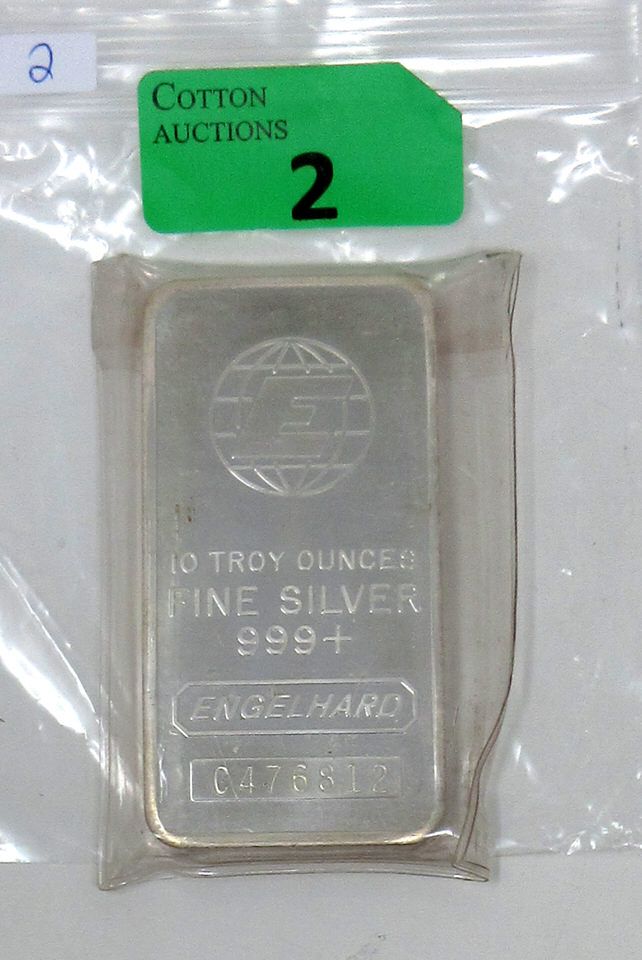 2
COTTON
AUCTIONS
2
E
10 TROY OUNCES
FINE SILVER
999+
ENGELHARD
C476812